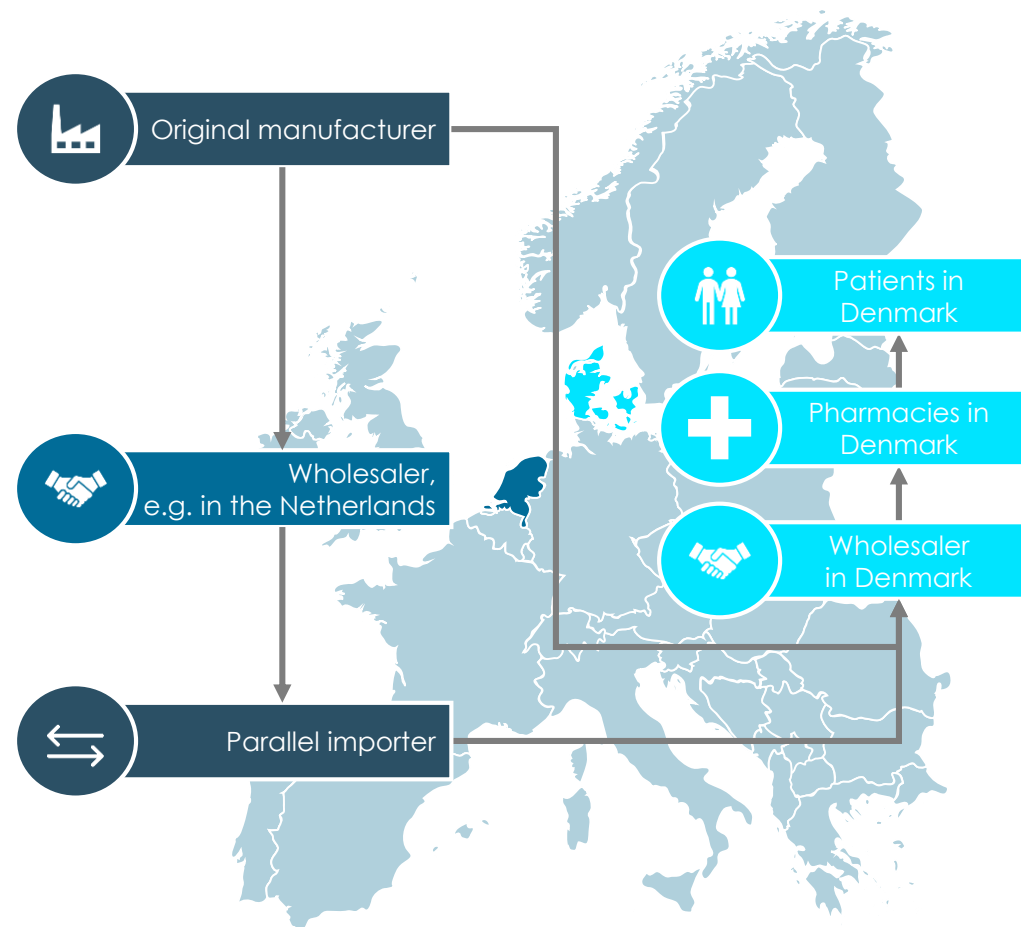 Original manufacturer
Wholesaler,
e.g. in the Netherlands
Parallel importer
Patients in
Denmark
Pharmacies in
Denmark
Wholesaler
in Denmark